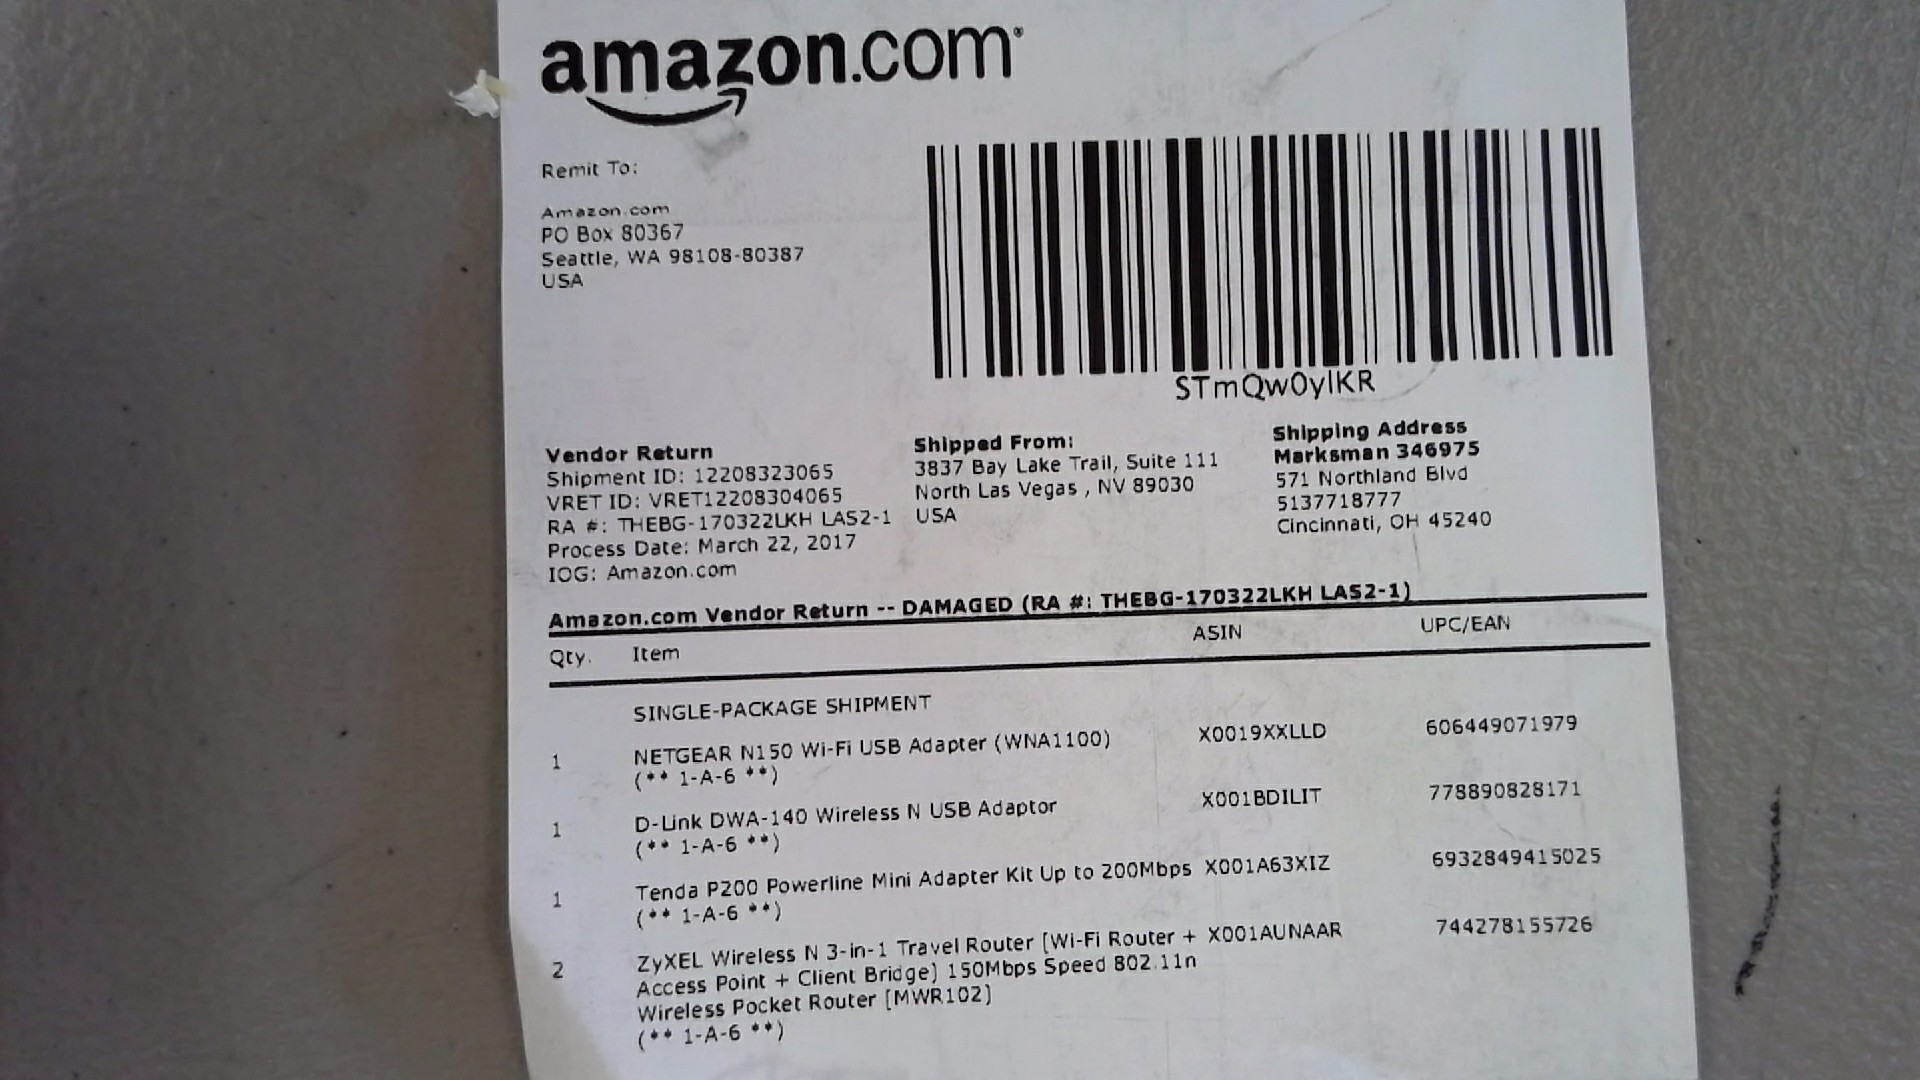 amazon.com
Remit To:
Amazon.com
PO Box 80367
Seattle, WA 98108-80387
USA
STmQw0ylKR
Vendor Return
Shipment ID: 12208323065
VRET ID: VRET12208304065
RA #: THEBG-170322LKH LAS2-1
Process Date: March 22, 2017
IOG: Amazon.com
Shipped From:
3837 Bay Lake Trail, Suite 111
North Las Vegas , NV 89030
USA
Shipping Address
Marksman 346975
571 Northland Blvd
5137718777
Cincinnati, OH 45240
Amazon.com Vendor Return -- DAMAGED (RA #: THEBG-170322LKH LAS2-1)
Qty. Item ASIN UPC/EAN
SINGLE-PACKAGE SHIPMENT
1 NETGEAR N150 Wi-Fi USB Adapter (WNA1100) X0019XXLLD 606449071979
(** 1-A-6 **)
1 D-Link DWA-140 Wireless N USB Adaptor X001BDILIT 778890828171
(** 1-A-6 **)
1 Tenda P200 Powerline Mini Adapter Kit Up to 200Mbps X001A63XIZ 6932849415025
(** 1-A-6 **)
2 ZyXEL Wireless N 3-in-1 Travel Router [Wi-Fi Router + X001AUNAAR 744278155726
Access Point + Client Bridge] 150Mbps Speed 802.11n
Wireless Pocket Router [MWR102]
(** 1-A-6 **)